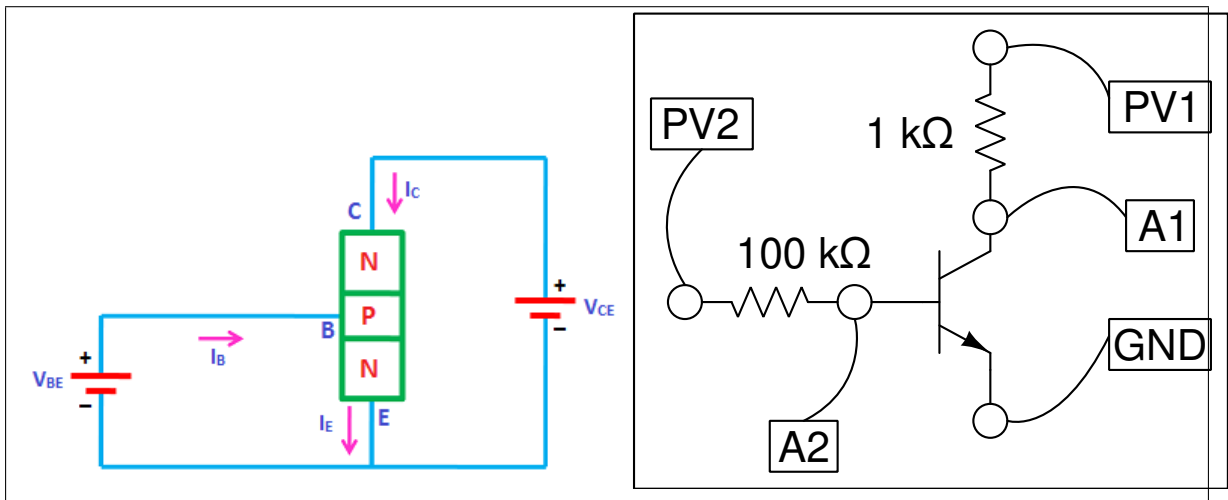 C
I_C
N
B
P
N
E
I_B
I_E
V_BE
+
−
V_CE
+
−
PV2
100 kΩ
A2
1 kΩ
PV1
A1
GND